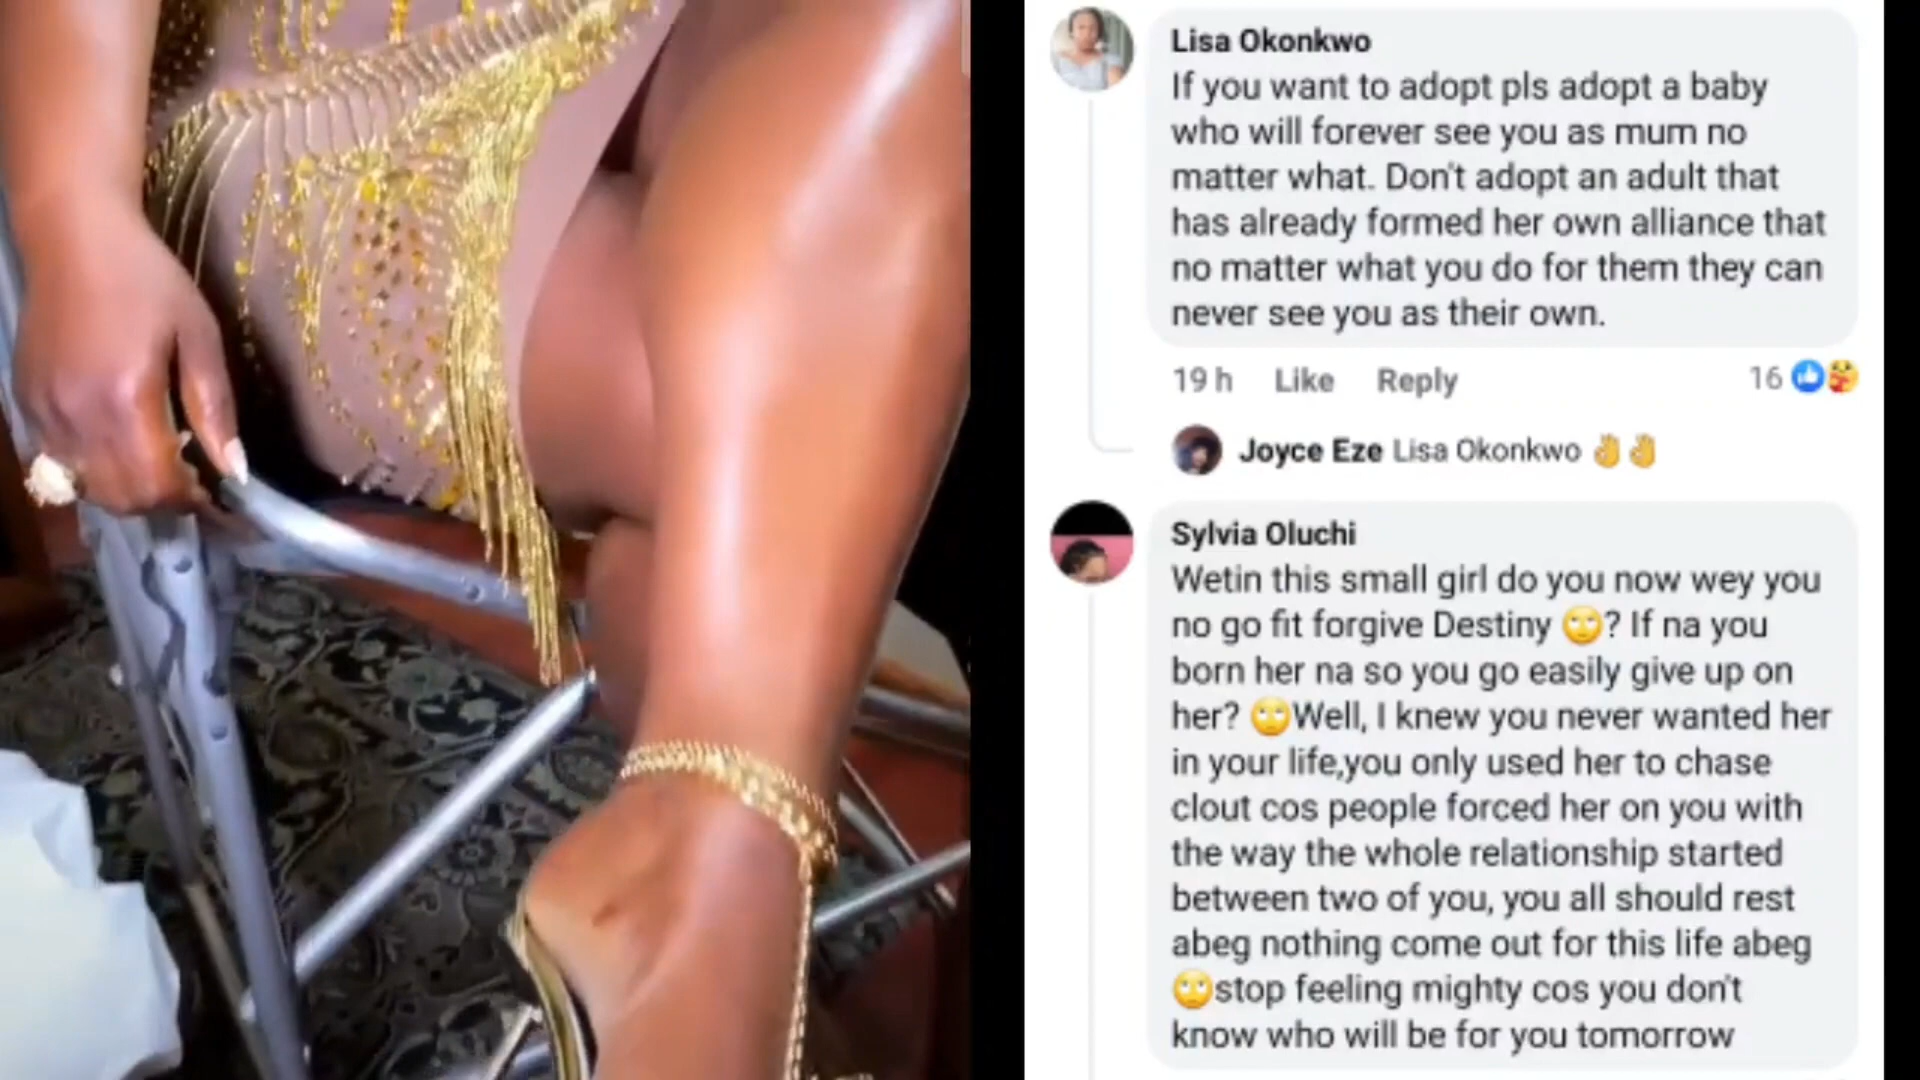 Lisa Okonkwo
If you want to adopt pls adopt a baby
who will forever see you as mum no
matter what. Don't adopt an adult that
has already formed her own alliance that
no matter what you do for them they can
never see you as their own.
19 h Like Reply 16
Joyce Eze Lisa Okonkwo 👌👌
Sylvia Oluchi
Wetin this small girl do you now wey you
no go fit forgive Destiny 🙄? If na you
born her na so you go easily give up on
her? 🙄Well, I knew you never wanted her
in your life,you only used her to chase
clout cos people forced her on you with
the way the whole relationship started
between two of you, you all should rest
abeg nothing come out for this life abeg
🙄stop feeling mighty cos you don't
know who will be for you tomorrow